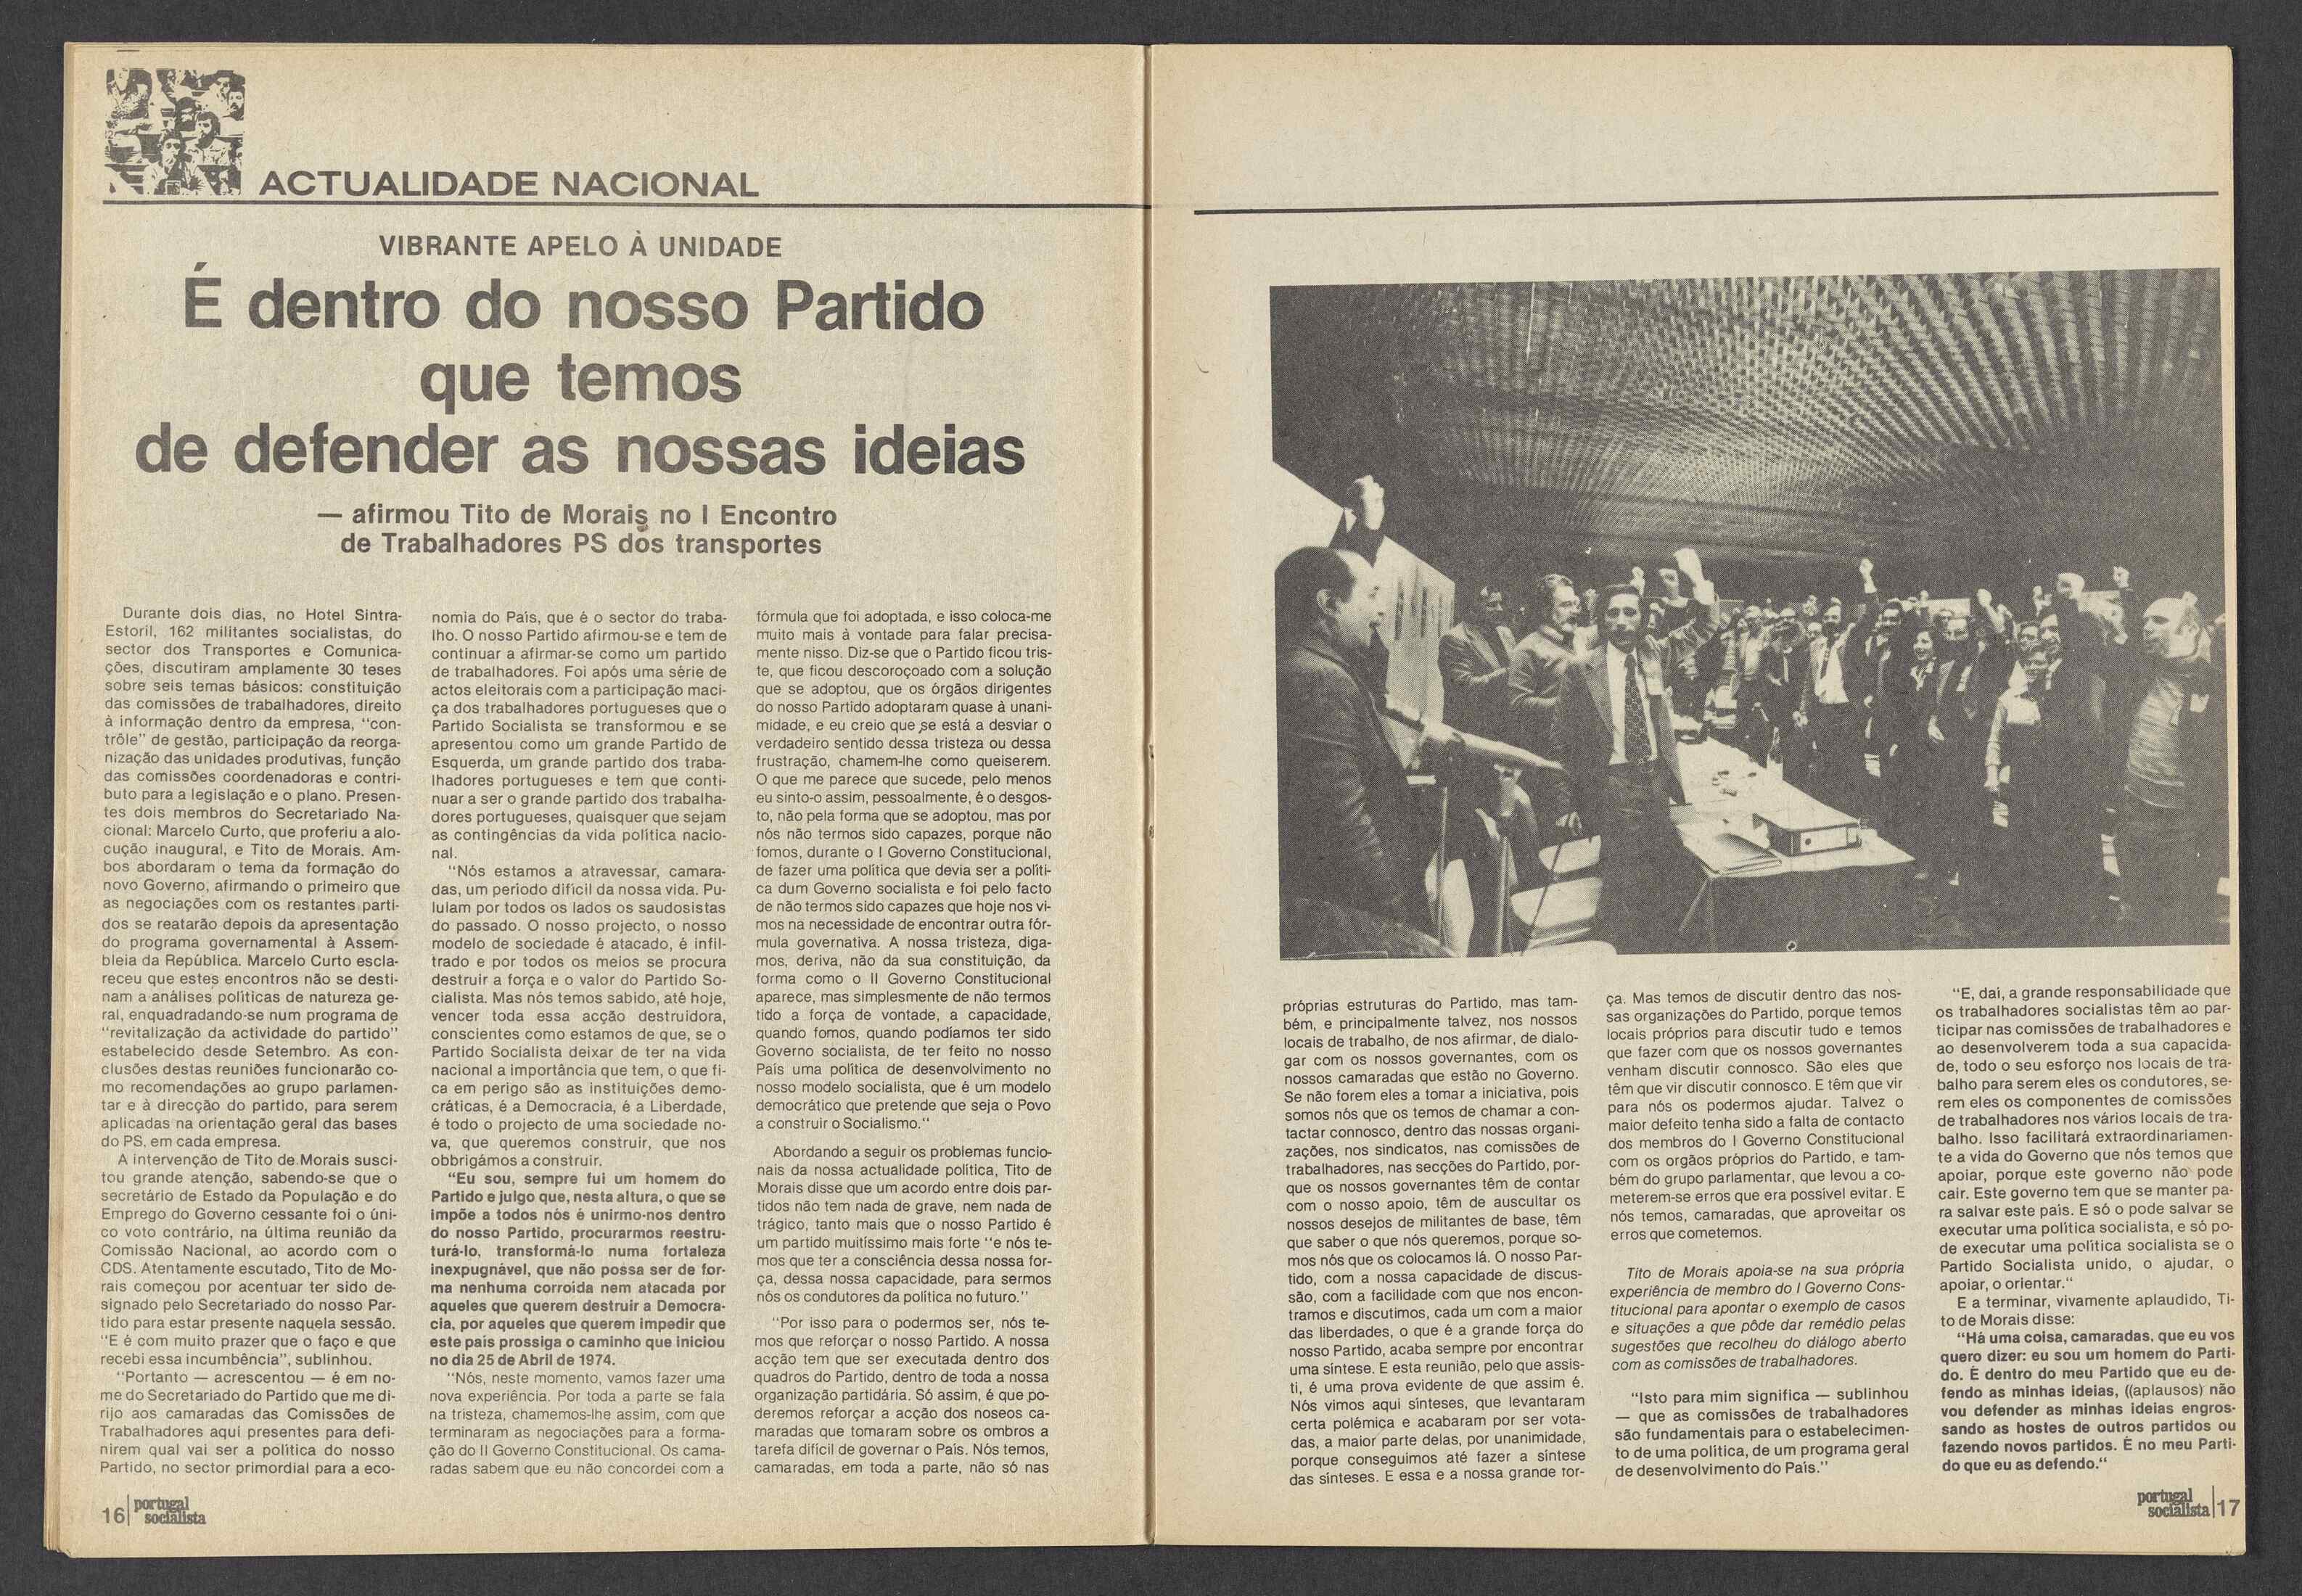 ACTUALIDADE NACIONAL
VIBRANTE APELO À UNIDADE
É dentro do nosso Partido
que temos
de defender as nossas ideias
— afirmou Tito de Morais no I Encontro
de Trabalhadores PS dos transportes
Durante dois dias, no Hotel Sintra-
Estoril, 162 militantes socialistas, do
sector dos Transportes e Comunica-
ções, discutiram amplamente 30 teses
sobre seis temas básicos: constituição
das comissões de trabalhadores, direito
à informação dentro da empresa, "con-
trôle" de gestão, participação da reorga-
nização das unidades produtivas, função
das comissões coordenadoras e contri-
buto para a legislação e o plano. Presen-
tes dois membros do Secretariado Na-
cional: Marcelo Curto, que proferiu a alo-
cução inaugural, e Tito de Morais. Am-
bos abordaram o tema da formação do
novo Governo, afirmando o primeiro que
as negociações com os restantes parti-
dos se reatarão depois da apresentação
do programa governamental à Assem-
bleia da República. Marcelo Curto escla-
receu que estes encontros não se desti-
nam a análises políticas de natureza ge-
ral, enquadradando-se num programa de
"revitalização da actividade do partido"
estabelecido desde Setembro. As con-
clusões destas reuniões funcionarão co-
mo recomendações ao grupo parlamen-
tar e à direcção do partido, para serem
aplicadas na orientação geral das bases
do PS, em cada empresa.
A intervenção de Tito de Morais susci-
tou grande atenção, sabendo-se que o
secretário de Estado da População e do
Emprego do Governo cessante foi o úni-
co voto contrário, na última reunião da
Comissão Nacional, ao acordo com o
CDS. Atentamente escutado, Tito de Mo-
rais começou por acentuar ter sido de-
signado pelo Secretariado do nosso Par-
tido para estar presente naquela sessão.
"E é com muito prazer que o faço e que
recebi essa incumbência", sublinhou.
"Portanto — acrescentou — é em no-
me do Secretariado do Partido que me di-
rijo aos camaradas das Comissões de
Trabalhadores aqui presentes para defi-
nirem qual vai ser a política do nosso
Partido, no sector primordial para a eco-
nomia do País, que é o sector do traba-
lho. O nosso Partido afirmou-se e tem de
continuar a afirmar-se como um partido
de trabalhadores. Foi após uma série de
actos eleitorais com a participação maci-
ça dos trabalhadores portugueses que o
Partido Socialista se transformou e se
apresentou como um grande Partido de
Esquerda, um grande partido dos traba-
lhadores portugueses e tem que conti-
nuar a ser o grande partido dos trabalha-
dores portugueses, quaisquer que sejam
as contingências da vida política nacio-
nal.
"Nós estamos a atravessar, camara-
das, um período difícil da nossa vida. Pu-
lulam por todos os lados os saudosistas
do passado. O nosso projecto, o nosso
modelo de sociedade é atacado, é infil-
trado e por todos os meios se procura
destruir a força e o valor do Partido So-
cialista. Mas nós temos sabido, até hoje,
vencer toda essa acção destruidora,
conscientes como estamos de que, se o
Partido Socialista deixar de ter na vida
nacional a importância que tem, o que fi-
ca em perigo são as instituições demo-
cráticas, é a Democracia, é a Liberdade,
é todo o projecto de uma sociedade no-
va, que queremos construir, que nos
obbrigámos a construir.
"Eu sou, sempre fui um homem do
Partido e julgo que, nesta altura, o que se
impõe a todos nós é unirmo-nos dentro
do nosso Partido, procurarmos reestru-
turá-lo, transformá-lo numa fortaleza
inexpugnável, que não possa ser de for-
ma nenhuma corroída nem atacada por
aqueles que querem destruir a Democra-
cia, por aqueles que querem impedir que
este país prossiga o caminho que iniciou
no dia 25 de Abril de 1974.
"Nós, neste momento, vamos fazer uma
nova experiência. Por toda a parte se fala
na tristeza, chamemos-lhe assim, com que
terminaram as negociações para a forma-
ção do II Governo Constitucional. Os cama-
radas sabem que eu não concordei com a
fórmula que foi adoptada, e isso coloca-me
muito mais à vontade para falar precisa-
mente nisso. Diz-se que o Partido ficou tris-
te, que ficou descoroçoado com a solução
que se adoptou, que os órgãos dirigentes
do nosso Partido adoptaram quase à unani-
midade, e eu creio que se está a desviar o
verdadeiro sentido dessa tristeza ou dessa
frustração, chamem-lhe como queiserem.
O que me parece que sucede, pelo menos
eu sinto-o assim, pessoalmente, é o desgos-
to, não pela forma que se adoptou, mas por
nós não termos sido capazes, porque não
fomos, durante o I Governo Constitucional,
de fazer uma política que devia ser a políti-
ca dum Governo socialista e foi pelo facto
de não termos sido capazes que hoje nos vi-
mos na necessidade de encontrar outra fór-
mula governativa. A nossa tristeza, diga-
mos, deriva, não da sua constituição, da
forma como o II Governo Constitucional
aparece, mas simplesmente de não termos
tido a força de vontade, a capacidade,
quando fomos, quando podíamos ter sido
Governo socialista, de ter feito no nosso
País uma política de desenvolvimento no
nosso modelo socialista, que é um modelo
democrático que pretende que seja o Povo
a construir o Socialismo."
Abordando a seguir os problemas funcio-
nais da nossa actualidade política, Tito de
Morais disse que um acordo entre dois par-
tidos não tem nada de grave, nem nada de
trágico, tanto mais que o nosso Partido é
um partido muitíssimo mais forte "e nós te-
mos que ter a consciência dessa nossa for-
ça, dessa nossa capacidade, para sermos
nós os condutores da política no futuro."
"Por isso para o podermos ser, nós te-
mos que reforçar o nosso Partido. A nossa
acção tem que ser executada dentro dos
quadros do Partido, dentro de toda a nossa
organização partidária. Só assim, é que po-
deremos reforçar a acção dos noseos ca-
maradas que tomaram sobre os ombros a
tarefa difícil de governar o País. Nós temos,
camaradas, em toda a parte, não só nas
16 portugal
socialista
próprias estruturas do Partido, mas tam-
bém, e principalmente talvez, nos nossos
locais de trabalho, de nos afirmar, de dialo-
gar com os nossos governantes, com os
nossos camaradas que estão no Governo.
Se não forem eles a tomar a iniciativa, pois
somos nós que os temos de chamar a con-
tactar connosco, dentro das nossas organi-
zações, nos sindicatos, nas comissões de
trabalhadores, nas secções do Partido, por-
que os nossos governantes têm de contar
com o nosso apoio, têm de auscultar os
nossos desejos de militantes de base, têm
que saber o que nós queremos, porque so-
mos nós que os colocamos lá. O nosso Par-
tido, com a nossa capacidade de discus-
são, com a facilidade com que nos encon-
tramos e discutimos, cada um com a maior
das liberdades, o que é a grande força do
nosso Partido, acaba sempre por encontrar
uma síntese. E esta reunião, pelo que assis-
ti, é uma prova evidente de que assim é.
Nós vimos aqui sínteses, que levantaram
certa polémica e acabaram por ser vota-
das, a maior parte delas, por unanimidade,
porque conseguimos até fazer a síntese
das sínteses. E essa e a nossa grande for-
ça. Mas temos de discutir dentro das nos-
sas organizações do Partido, porque temos
locais próprios para discutir tudo e temos
que fazer com que os nossos governantes
venham discutir connosco. São eles que
têm que vir discutir connosco. E têm que vir
para nós os podermos ajudar. Talvez o
maior defeito tenha sido a falta de contacto
dos membros do I Governo Constitucional
com os orgãos próprios do Partido, e tam-
bém do grupo parlamentar, que levou a co-
meterem-se erros que era possível evitar. E
nós temos, camaradas, que aproveitar os
erros que cometemos.
Tito de Morais apoia-se na sua própria
experiência de membro do I Governo Cons-
titucional para apontar o exemplo de casos
e situações a que pôde dar remédio pelas
sugestões que recolheu do diálogo aberto
com as comissões de trabalhadores.
"Isto para mim significa — sublinhou
— que as comissões de trabalhadores
são fundamentais para o estabelecimen-
to de uma política, de um programa geral
de desenvolvimento do País."
"E, daí, a grande responsabilidade que
os trabalhadores socialistas têm ao par-
ticipar nas comissões de trabalhadores e
ao desenvolverem toda a sua capacida-
de, todo o seu esforço nos locais de tra-
balho para serem eles os condutores, se-
rem eles os componentes de comissões
de trabalhadores nos vários locais de tra-
balho. Isso facilitará extraordinariamen-
te a vida do Governo que nós temos que
apoiar, porque este governo não pode
cair. Este governo tem que se manter pa-
ra salvar este país. E só o pode salvar se
executar uma política socialista, e só po-
de executar uma política socialista se o
Partido Socialista unido, o ajudar, o
apoiar, o orientar."
E a terminar, vivamente aplaudido, Ti-
to de Morais disse:
"Há uma coisa, camaradas, que eu vos
quero dizer: eu sou um homem do Parti-
do. É dentro do meu Partido que eu de-
fendo as minhas ideias, ((aplausos) não
vou defender as minhas ideias engros-
sando as hostes de outros partidos ou
fazendo novos partidos. É no meu Parti-
do que eu as defendo."
portugal
socialista 17